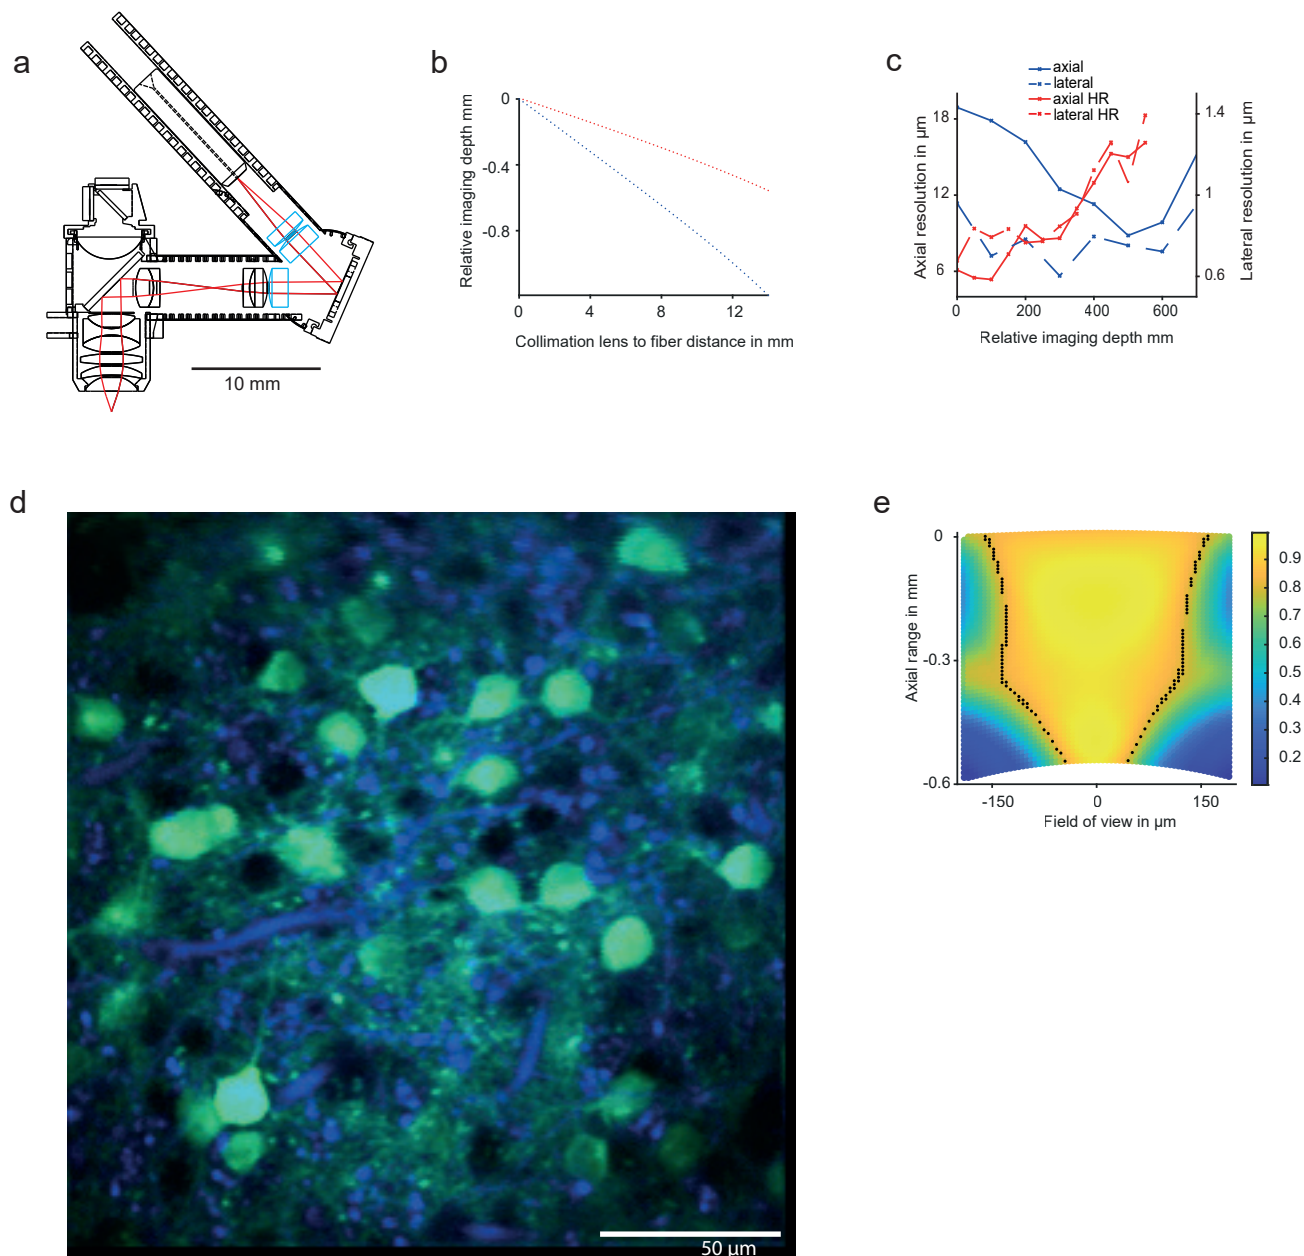 a
10 mm
b
Relative imaging depth mm
0
-0.4
-0.8
0
4
8
12
Collimation lens to fiber distance in mm
c
axial
lateral
axial HR
lateral HR
Axial resolution in µm
18
12
6
1.4
1
0.6
Lateral resolution in µm
0
200
400
600
Relative imaging depth mm
d
50 µm
e
Axial range in mm
0
-0.3
-0.6
-150
0
150
Field of view in µm
0.9
0.8
0.7
0.6
0.5
0.4
0.3
0.2